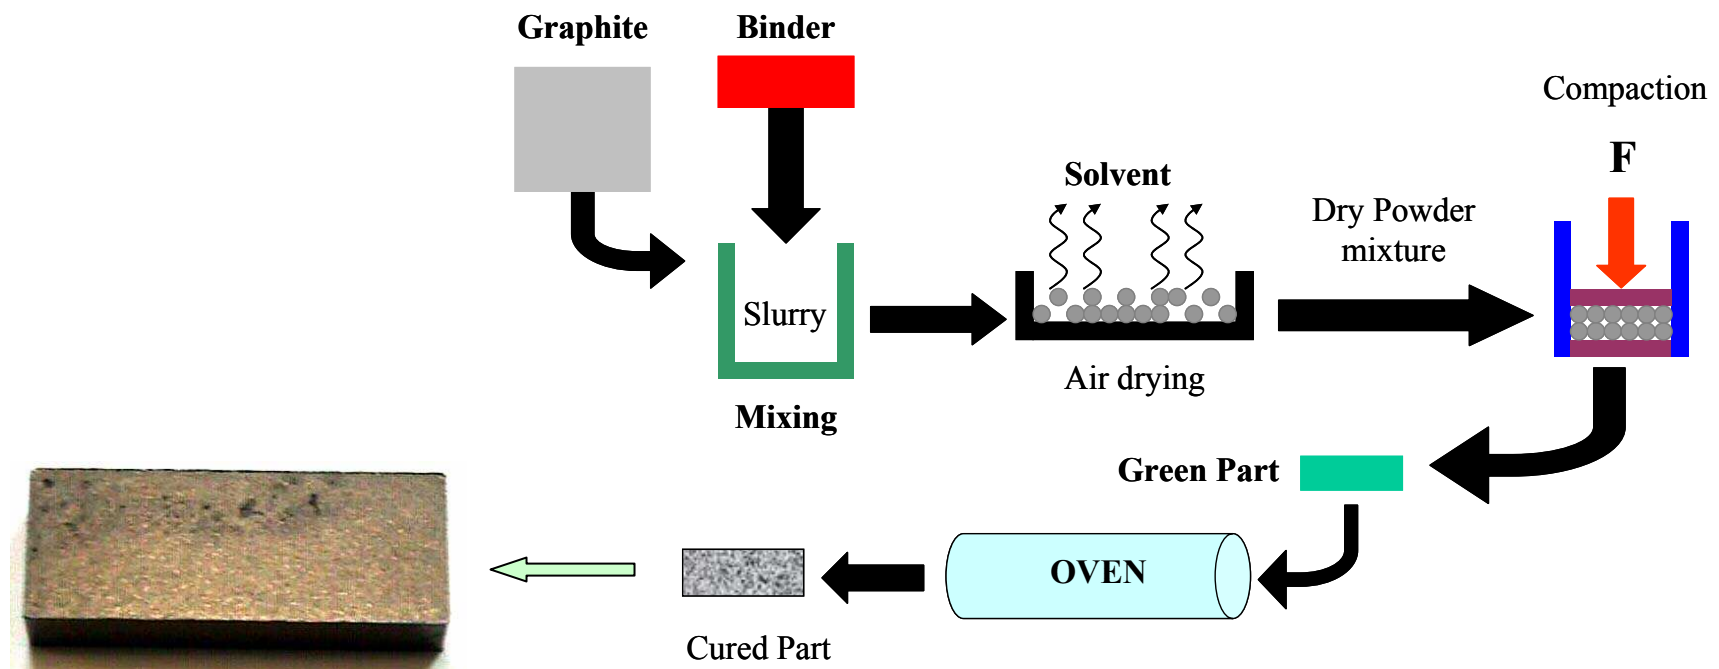 Graphite
Binder
Compaction
F
Solvent
Dry Powder
mixture
Slurry
Air drying
Mixing
Green Part
OVEN
Cured Part